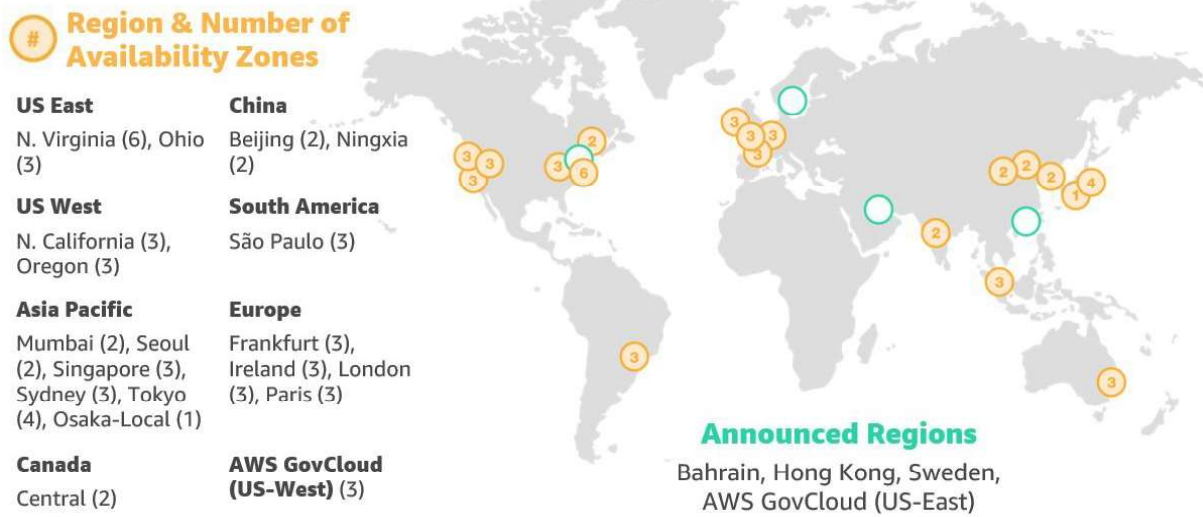 #
Region & Number of
Availability Zones
US East
N. Virginia (6), Ohio
(3)
China
Beijing (2), Ningxia
(2)
US West
N. California (3),
Oregon (3)
South America
São Paulo (3)
Asia Pacific
Mumbai (2), Seoul
(2), Singapore (3),
Sydney (3), Tokyo
(4), Osaka-Local (1)
Europe
Frankfurt (3),
Ireland (3), London
(3), Paris (3)
Canada
Central (2)
AWS GovCloud
(US-West) (3)
3
3
3
3
2
6
3
3
3
3
3
2
2
2
2
1
4
3
3
Announced Regions
Bahrain, Hong Kong, Sweden,
AWS GovCloud (US-East)